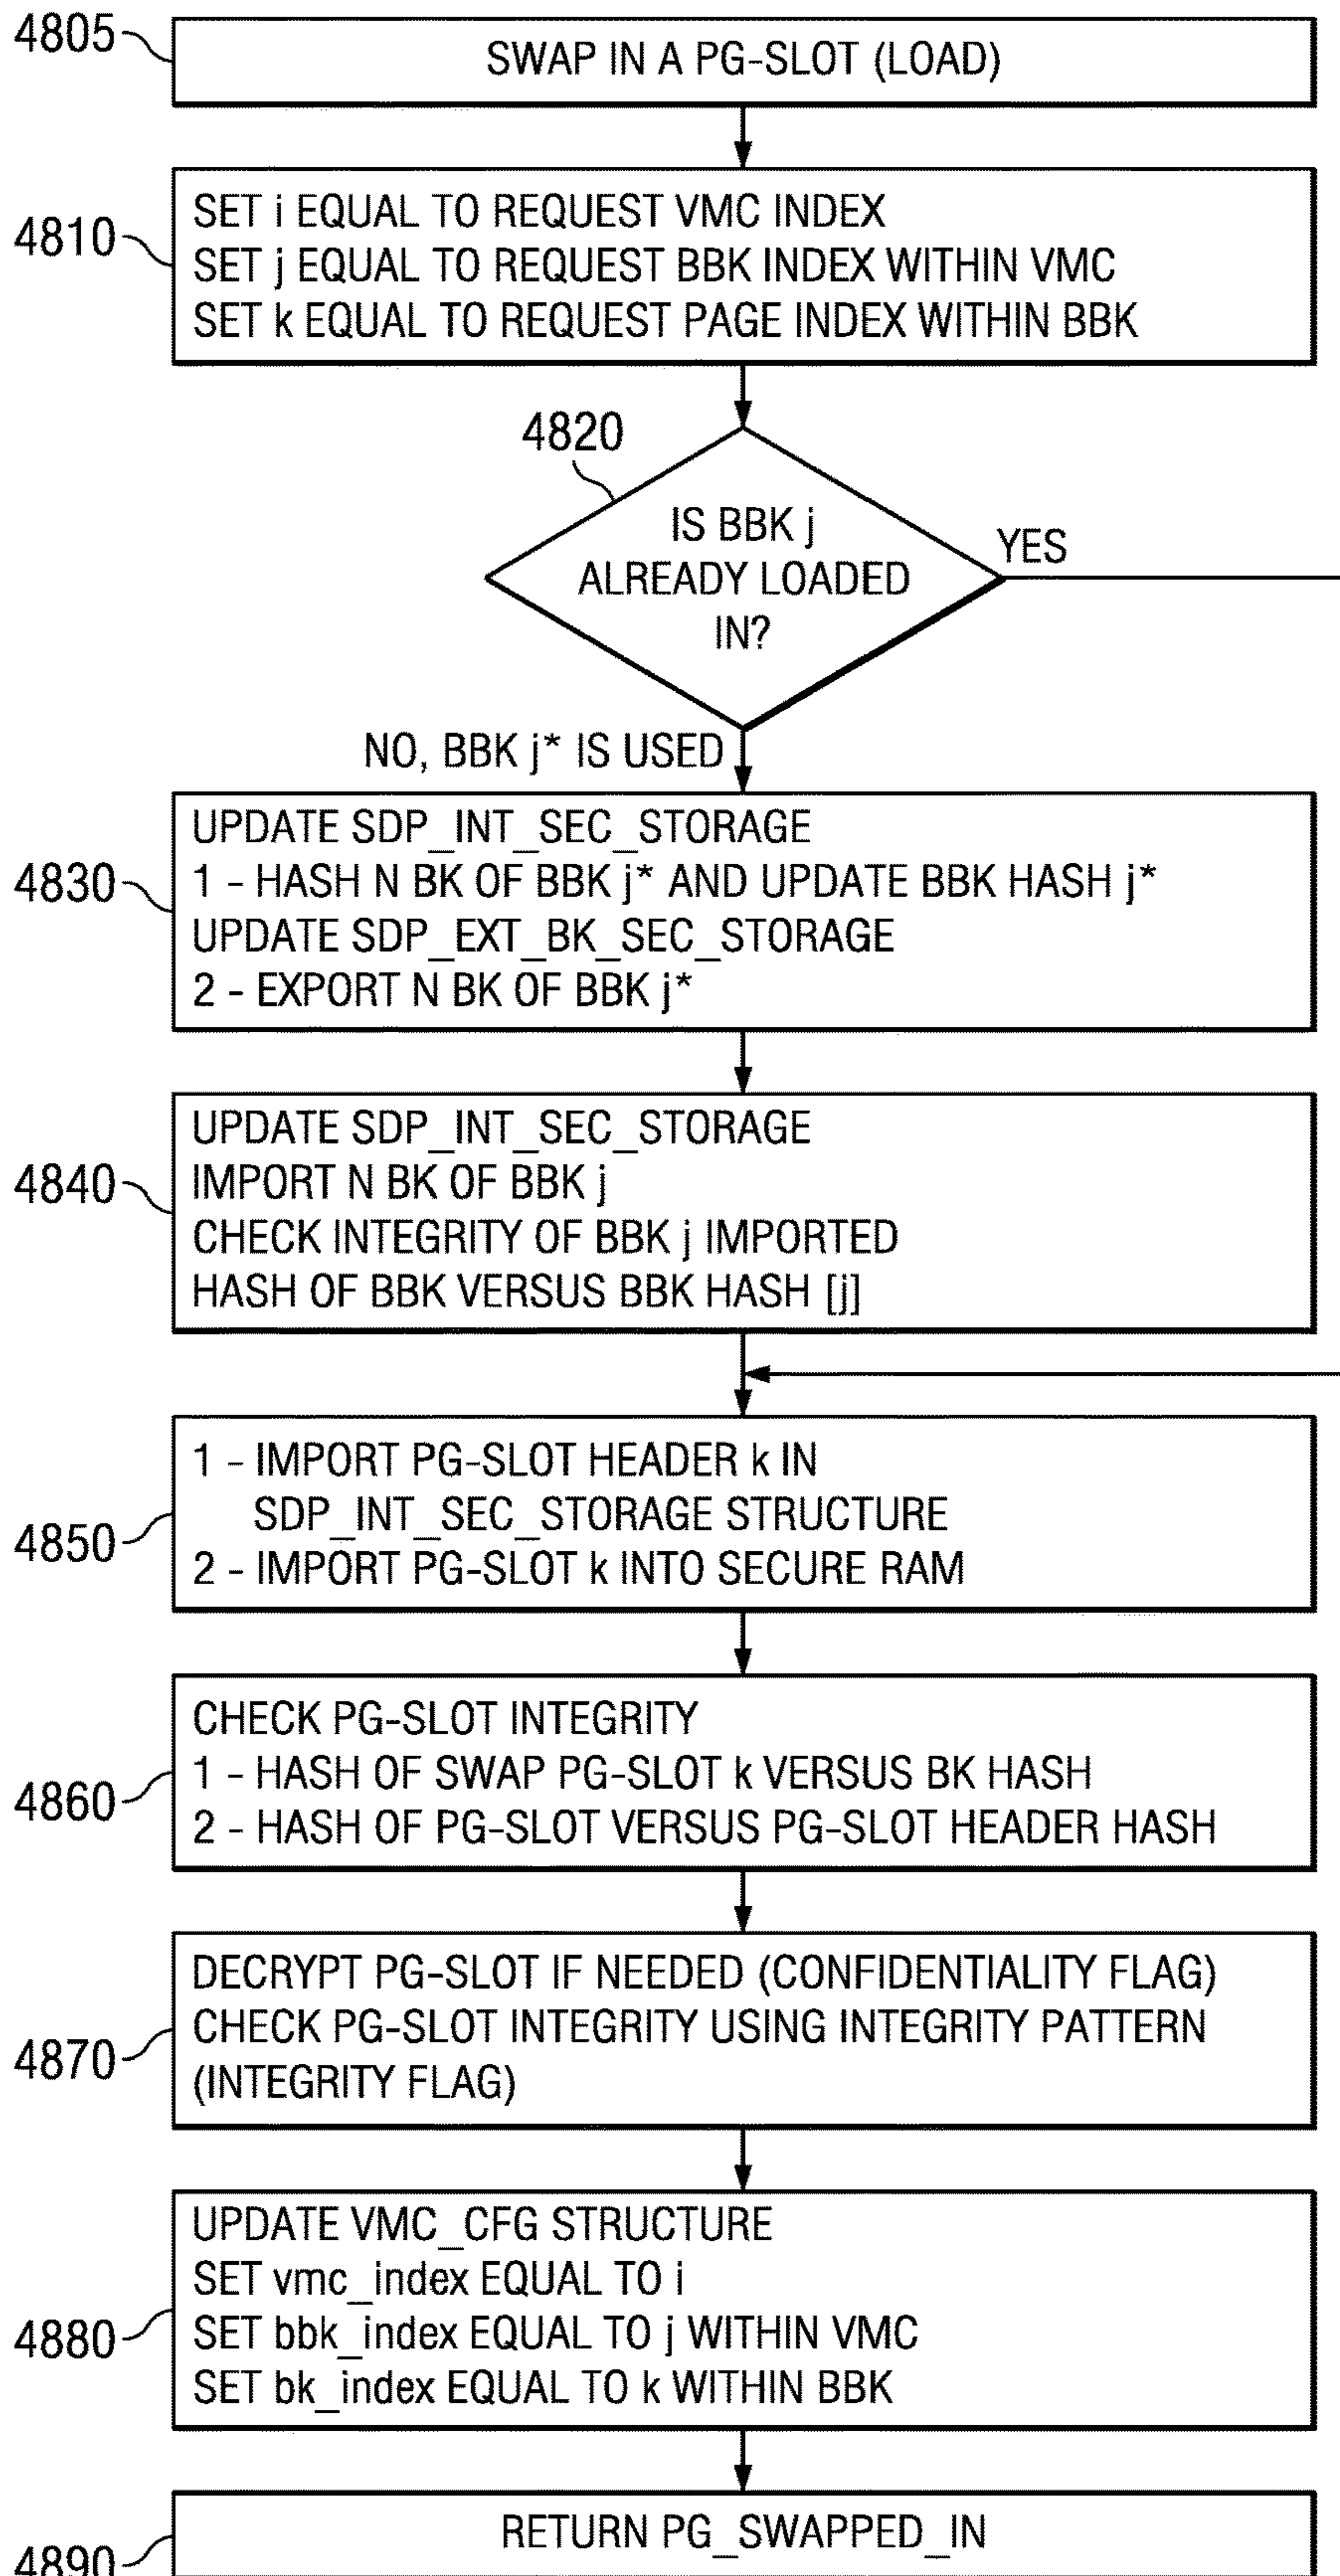 4805
SWAP IN A PG-SLOT (LOAD)
4810
SET i EQUAL TO REQUEST VMC INDEX
SET j EQUAL TO REQUEST BBK INDEX WITHIN VMC
SET k EQUAL TO REQUEST PAGE INDEX WITHIN BBK
4820
IS BBK j
ALREADY LOADED
IN?
YES
NO, BBK j* IS USED
4830
UPDATE SDP_INT_SEC_STORAGE
1 - HASH N BK OF BBK j* AND UPDATE BBK HASH j*
UPDATE SDP_EXT_BK_SEC_STORAGE
2 - EXPORT N BK OF BBK j*
4840
UPDATE SDP_INT_SEC_STORAGE
IMPORT N BK OF BBK j
CHECK INTEGRITY OF BBK j IMPORTED
HASH OF BBK VERSUS BBK HASH [j]
4850
1 - IMPORT PG-SLOT HEADER k IN
SDP_INT_SEC_STORAGE STRUCTURE
2 - IMPORT PG-SLOT k INTO SECURE RAM
4860
CHECK PG-SLOT INTEGRITY
1 - HASH OF SWAP PG-SLOT k VERSUS BK HASH
2 - HASH OF PG-SLOT VERSUS PG-SLOT HEADER HASH
4870
DECRYPT PG-SLOT IF NEEDED (CONFIDENTIALITY FLAG)
CHECK PG-SLOT INTEGRITY USING INTEGRITY PATTERN
(INTEGRITY FLAG)
4880
UPDATE VMC_CFG STRUCTURE
SET vmc_index EQUAL TO i
SET bbk_index EQUAL TO j WITHIN VMC
SET bk_index EQUAL TO k WITHIN BBK
4890
RETURN PG_SWAPPED_IN